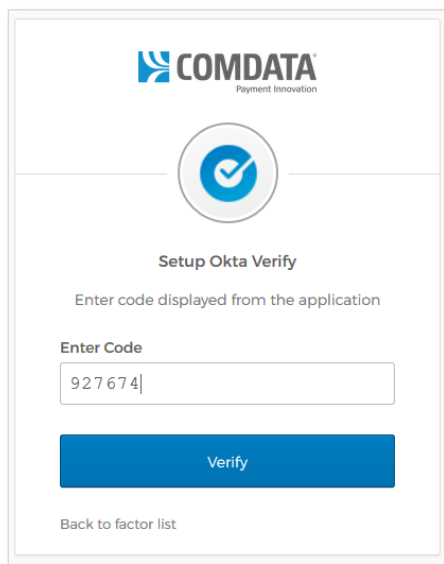 COMDATA
Payment Innovation
Setup Okta Verify
Enter code displayed from the application
Enter Code
927674
Verify
Back to factor list